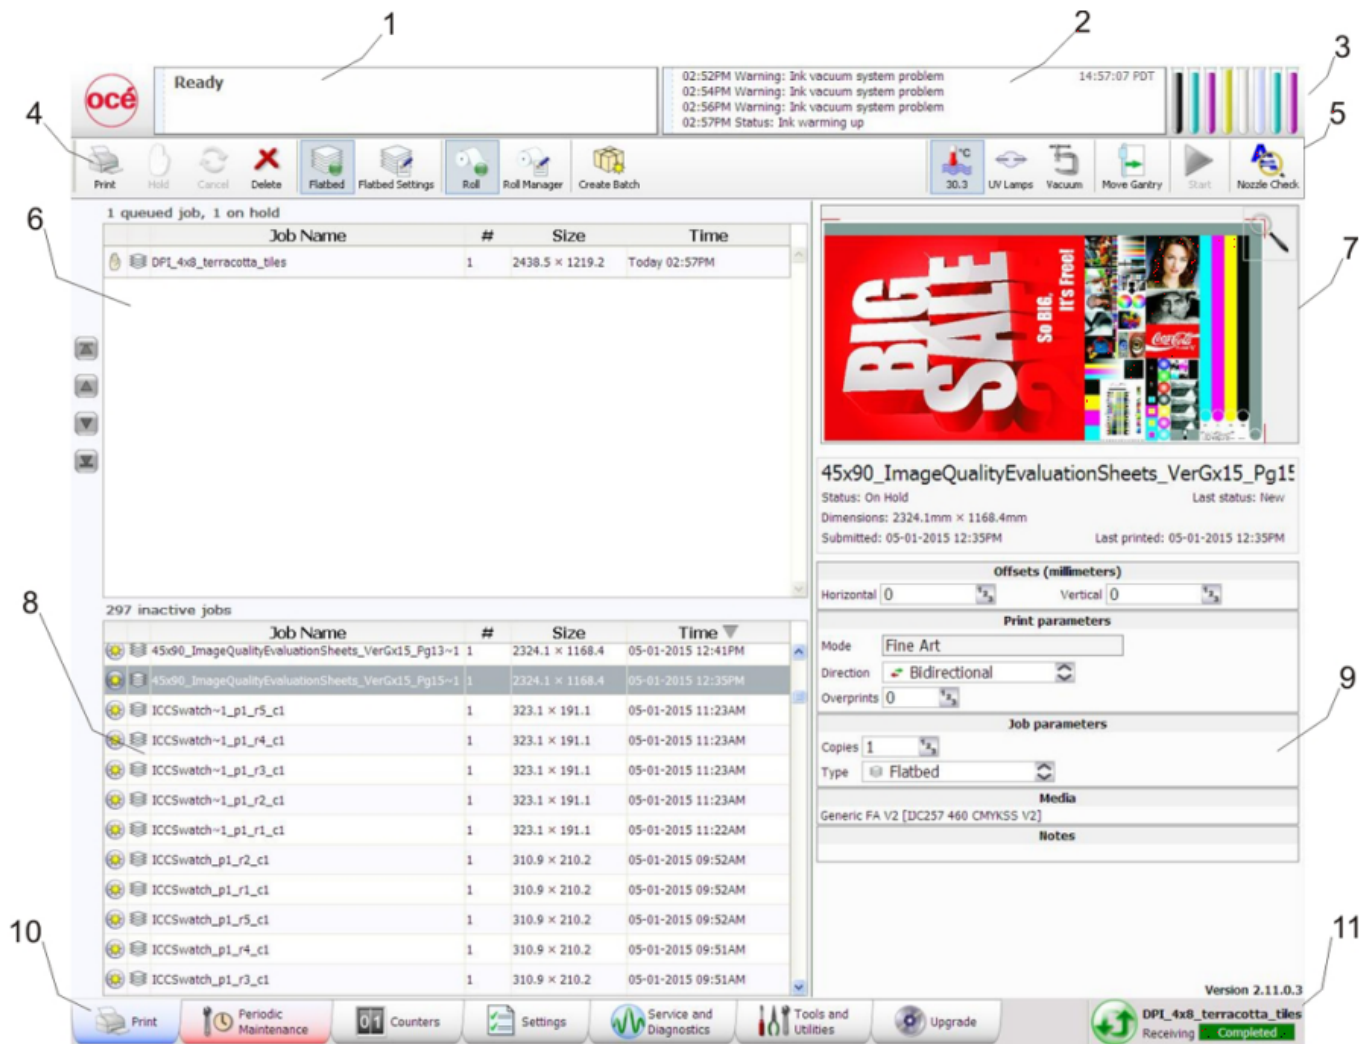 1
2
3
océ
Ready
02:52PM Warning: Ink vacuum system problem 14:57:07 PDT
02:54PM Warning: Ink vacuum system problem
02:56PM Warning: Ink vacuum system problem
02:57PM Status: Ink warming up
4
5
°C
Print Hold Cancel Delete Flatbed Flatbed Settings Roll Roll Manager Create Batch 30.3 UV Lamps Vacuum Move Gantry Start Nozzle Check
6
1 queued job, 1 on hold
Job Name # Size Time
DPI_4x8_terracotta_tiles 1 2438.5 × 1219.2 Today 02:57PM
7
BIG
SALE
So BIG,
It's Free!
Coca-Cola
45x90_ImageQualityEvaluationSheets_VerGx15_Pg15
Status: On Hold Last status: New
Dimensions: 2324.1mm × 1168.4mm
Submitted: 05-01-2015 12:35PM Last printed: 05-01-2015 12:35PM
Offsets (millimeters)
Horizontal 0 Vertical 0
Print parameters
Mode Fine Art
Direction Bidirectional
Overprints 0
Job parameters
Copies 1
Type Flatbed
Media
Generic FA V2 [IJC257 460 CMYKSS V2]
Notes
8
9
297 inactive jobs
Job Name # Size Time
45x90_ImageQualityEvaluationSheets_VerGx15_Pg13~1 1 2324.1 × 1168.4 05-01-2015 12:41PM
45x90_ImageQualityEvaluationSheets_VerGx15_Pg15~1 1 2324.1 × 1168.4 05-01-2015 12:35PM
ICCSwatch~1_p1_r5_c1 1 323.1 × 191.1 05-01-2015 11:23AM
ICCSwatch~1_p1_r4_c1 1 323.1 × 191.1 05-01-2015 11:23AM
ICCSwatch~1_p1_r3_c1 1 323.1 × 191.1 05-01-2015 11:23AM
ICCSwatch~1_p1_r2_c1 1 323.1 × 191.1 05-01-2015 11:23AM
ICCSwatch~1_p1_r1_c1 1 323.1 × 191.1 05-01-2015 11:22AM
ICCSwatch_p1_r2_c1 1 310.9 × 210.2 05-01-2015 09:52AM
ICCSwatch_p1_r1_c1 1 310.9 × 210.2 05-01-2015 09:52AM
ICCSwatch_p1_r5_c1 1 310.9 × 210.2 05-01-2015 09:52AM
ICCSwatch_p1_r4_c1 1 310.9 × 210.2 05-01-2015 09:51AM
ICCSwatch_p1_r3_c1 1 310.9 × 210.2 05-01-2015 09:51AM
10
11
Version 2.11.0.3
Print
Periodic
Maintenance
01 Counters
Settings
Service and
Diagnostics
Tools and
Utilities
Upgrade
DPI_4x8_terracotta_tiles
Receiving Completed